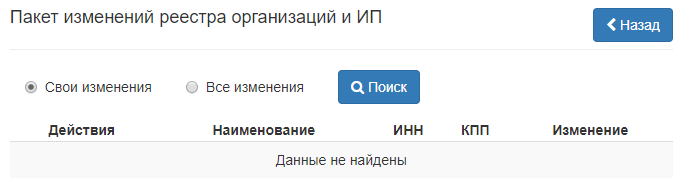 Пакет изменений реестра организаций и ИП
Назад
Свои изменения Все изменения Поиск
Действия Наименование ИНН КПП Изменение
Данные не найдены